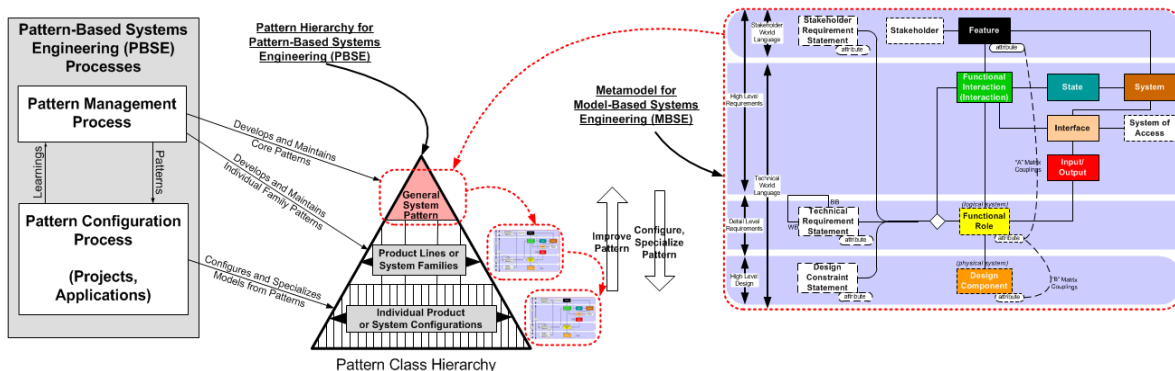 Pattern-Based Systems
Engineering (PBSE)
Processes
Pattern Management
Process
Learnings
Patterns
Pattern Configuration
Process
(Projects,
Applications)
Develops and Maintains
Core Patterns
Develops and Maintains
Individual Family Patterns
Configures and Specializes
Models from Patterns
Pattern Hierarchy for
Pattern-Based Systems
Engineering (PBSE)
General
System
Pattern
Product Lines or
System Families
Individual Product
or System Configurations
Pattern Class Hierarchy
Improve
Pattern
Configure,
Specialize
Pattern
Metamodel for
Model-Based Systems
Engineering (MBSE)
Stakeholder
World
Language
High Level
Requirements
Technical
World
Language
Detail Level
Requirements
High Level
Design
Stakeholder
Requirement
Statement
attribute
Stakeholder
Feature
attribute
Functional
Interaction
(Interaction)
State
System
Interface
System of
Access
Input/
Output
"A" Matrix
Couplings
BB
WB
Technical
Requirement
Statement
attribute
(logical system)
Functional
Role
attribute
Design
Constraint
Statement
attribute
(physical system)
Design
Component
attribute
"B" Matrix
Couplings